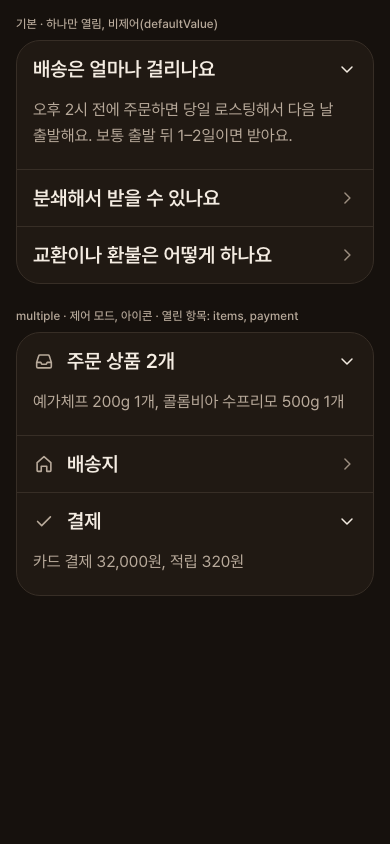 기본 · 하나만 열림, 비제어(defaultValue)
배송은 얼마나 걸리나요
오후 2시 전에 주문하면 당일 로스팅해서 다음 날
출발해요. 보통 출발 뒤 1–2일이면 받아요.
분쇄해서 받을 수 있나요
교환이나 환불은 어떻게 하나요
multiple · 제어 모드, 아이콘 · 열린 항목: items, payment
주문 상품 2개
예가체프 200g 1개, 콜롬비아 수프리모 500g 1개
배송지
결제
카드 결제 32,000원, 적립 320원